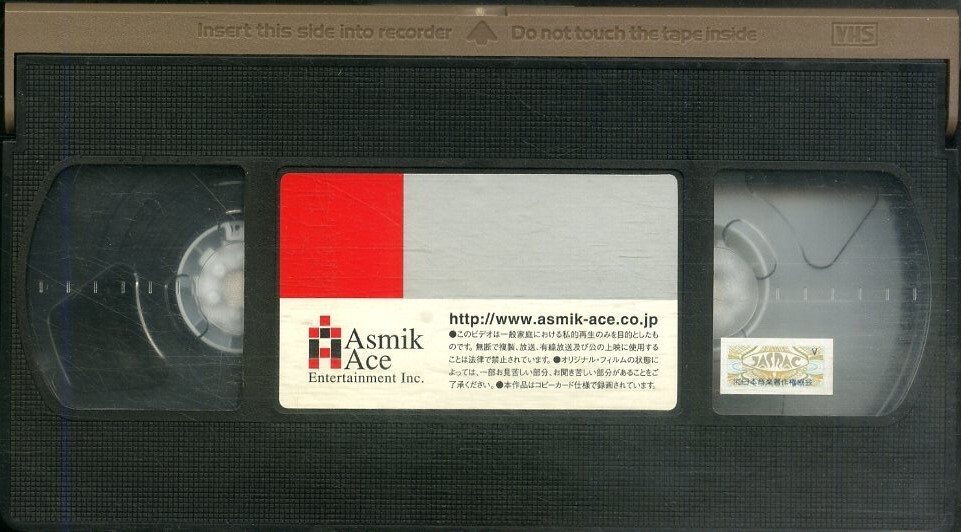 Insert this side into recorder Do not touch the tape inside VHS
http://www.asmik-ace.co.jp
●このビデオは一般家庭における私的再生のみを目的としたも
のです。無断で複製、放送、有線放送及び公の上映に使用する
ことは法律で禁止されています。●オリジナル・フィルムの状態に
よっては、一部お見苦しい部分、お聞き苦しい部分があることをご
了承ください。●本作品はコピーガード仕様で録画されています。
Asmik
Ace
Entertainment Inc.
V
JASRAC